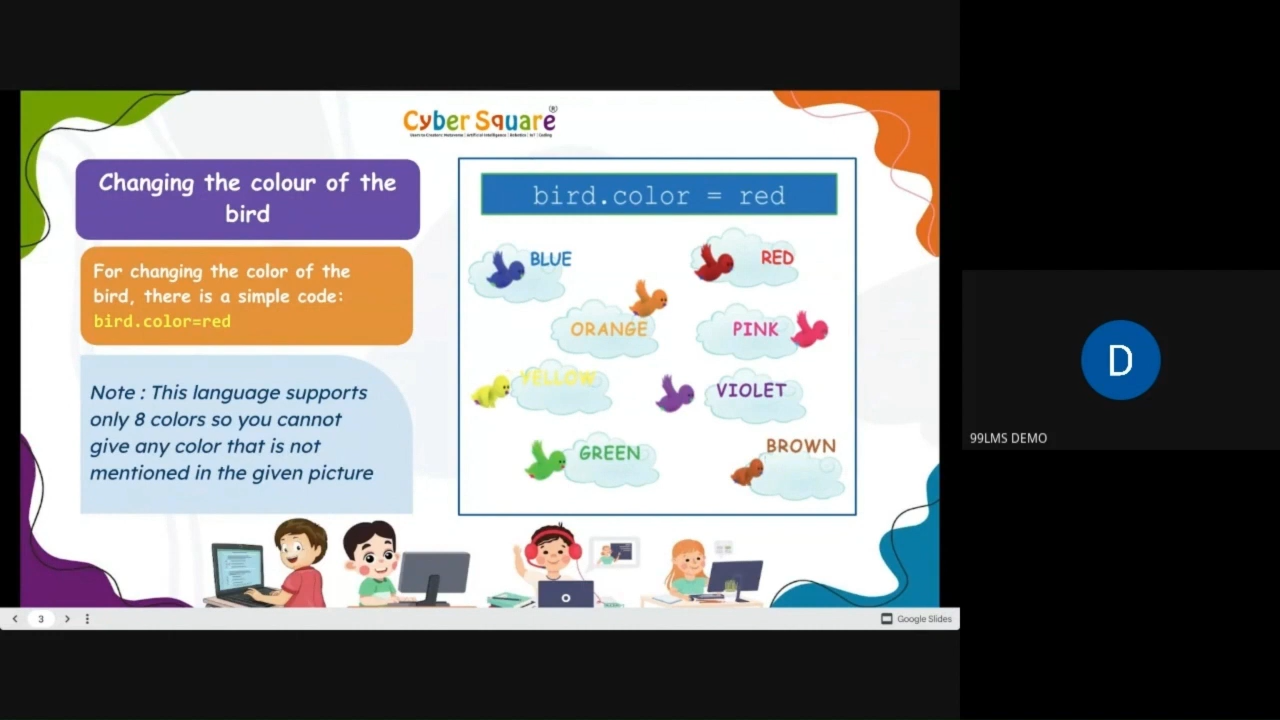 Cyber Square®
Changing the colour of the
bird
For changing the color of the
bird, there is a simple code:
bird.color=red
Note : This language supports
only 8 colors so you cannot
give any color that is not
mentioned in the given picture
bird.color = red
BLUE
RED
ORANGE
PINK
YELLOW
VIOLET
GREEN
BROWN
3
Google Slides
D
99LMS DEMO